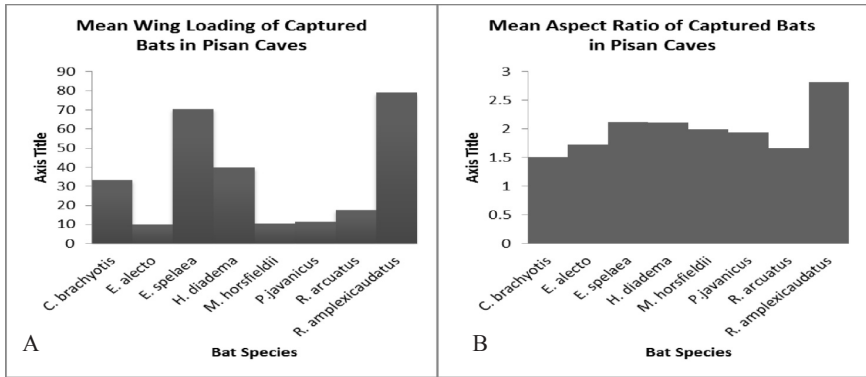 Mean Wing Loading of Captured
Bats in Pisan Caves
90
80
70
60
50
40
30
20
10
0
Axis Title
C. brachyotis
E. alecto
E. spelaea
H. diadema
M. horsfieldii
P.javanicus
R. arcuatus
R. amplexicaudatus
A
Bat Species
Mean Aspect Ratio of Captured Bats
in Pisan Caves
3
2.5
2
1.5
1
0.5
0
Axis Title
C. brachyotis
E. alecto
E. spelaea
H. diadema
M. horsfieldii
P.javanicus
R. arcuatus
R. amplexicaudatus
B
Bat Species